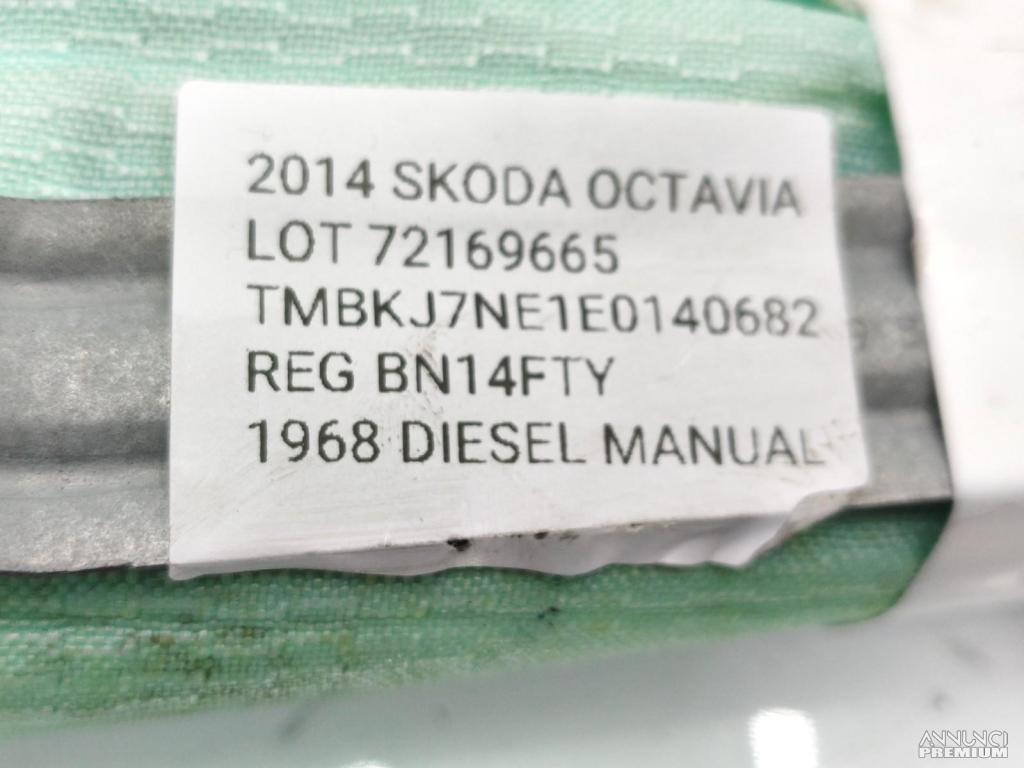 2014 SKODA OCTAVIA
LOT 72169665
TMBKJ7NE1E0140682
REG BN14FTY
1968 DIESEL MANUAL
ANNUNCI
PREMIUM